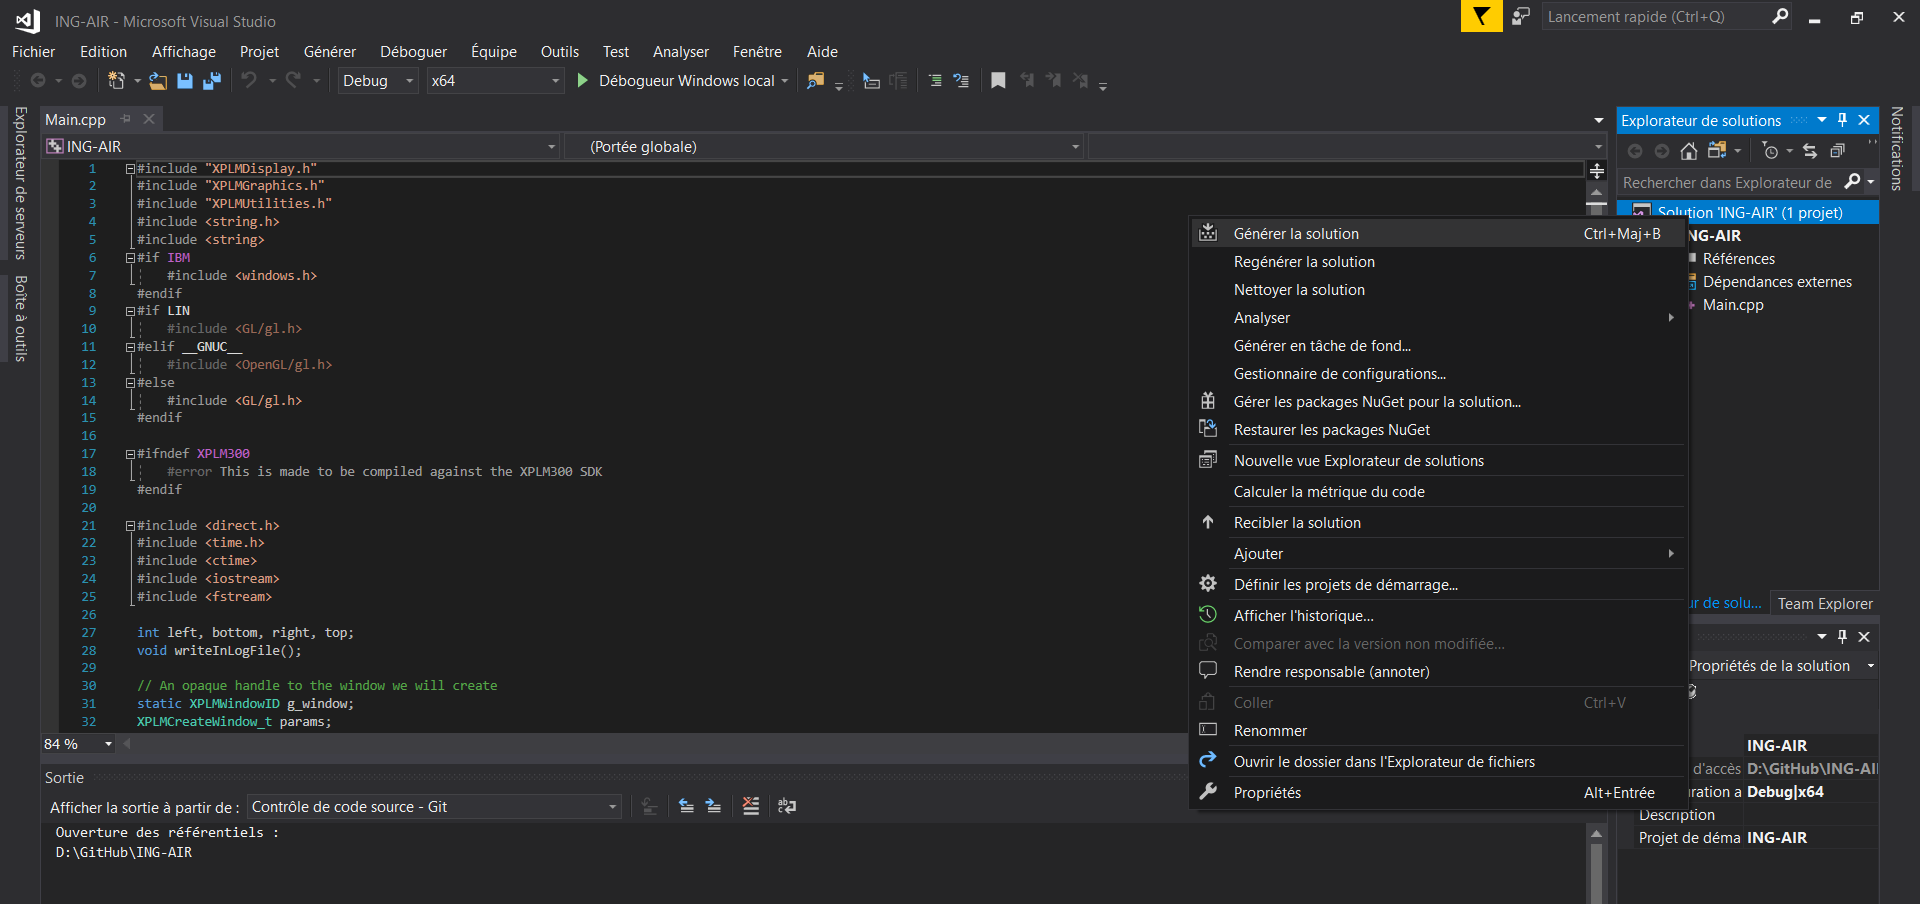 ING-AIR - Microsoft Visual Studio
Lancement rapide (Ctrl+Q)
Fichier Edition Affichage Projet Générer Déboguer Équipe Outils Test Analyser Fenêtre Aide
Debug x64 Débogueur Windows local
Explorateur de serveurs
Boîte à outils
Main.cpp
ING-AIR (Portée globale)
1 #include "XPLMDisplay.h"
2 #include "XPLMGraphics.h"
3 #include "XPLMUtilities.h"
4 #include <string.h>
5 #include <string>
6 #if IBM
7 #include <windows.h>
8 #endif
9 #if LIN
10 #include <GL/gl.h>
11 #elif __GNUC__
12 #include <OpenGL/gl.h>
13 #else
14 #include <GL/gl.h>
15 #endif
16
17 #ifndef XPLM300
18 #error This is made to be compiled against the XPLM300 SDK
19 #endif
20
21 #include <direct.h>
22 #include <time.h>
23 #include <ctime>
24 #include <iostream>
25 #include <fstream>
26
27 int left, bottom, right, top;
28 void writeInLogFile();
29
30 // An opaque handle to the window we will create
31 static XPLMWindowID g_window;
32 XPLMCreateWindow_t params;
84 %
Sortie
Afficher la sortie à partir de : Contrôle de code source - Git
Ouverture des référentiels :
D:\GitHub\ING-AIR
Générer la solution Ctrl+Maj+B
Regénérer la solution
Nettoyer la solution
Analyser
Générer en tâche de fond...
Gestionnaire de configurations...
Gérer les packages NuGet pour la solution...
Restaurer les packages NuGet
Nouvelle vue Explorateur de solutions
Calculer la métrique du code
Recibler la solution
Ajouter
Définir les projets de démarrage...
Afficher l'historique...
Comparer avec la version non modifiée...
Rendre responsable (annoter)
Coller Ctrl+V
Renommer
Ouvrir le dossier dans l'Explorateur de fichiers
Propriétés Alt+Entrée
Explorateur de solutions
Rechercher dans Explorateur de
Solution 'ING-AIR' (1 projet)
NG-AIR
Références
Dépendances externes
Main.cpp
ur de solu... Team Explorer
Propriétés de la solution
ING-AIR
d'accès D:\GitHub\ING-AI
uration a Debug|x64
Description
Projet de déma ING-AIR
Notifications